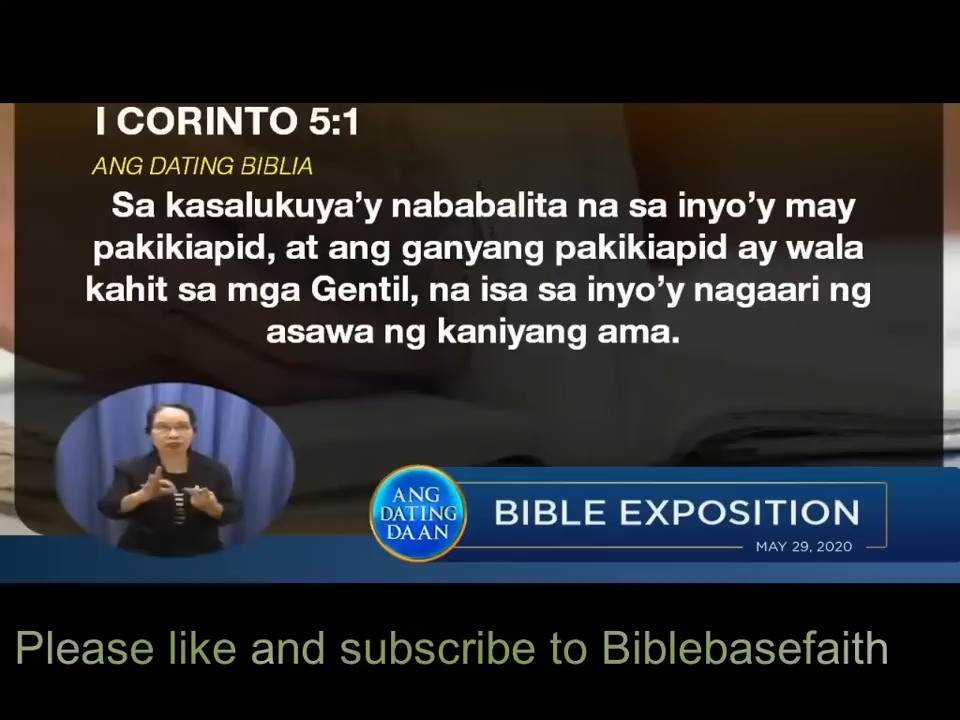 I CORINTO 5:1
ANG DATING BIBLIA
Sa kasalukuya’y nababalita na sa inyo’y may
pakikiapid, at ang ganyang pakikiapid ay wala
kahit sa mga Gentil, na isa sa inyo’y nagaari ng
asawa ng kaniyang ama.
ANG
DATING
DAAN
BIBLE EXPOSITION
MAY 29, 2020
Please like and subscribe to Biblebasefaith